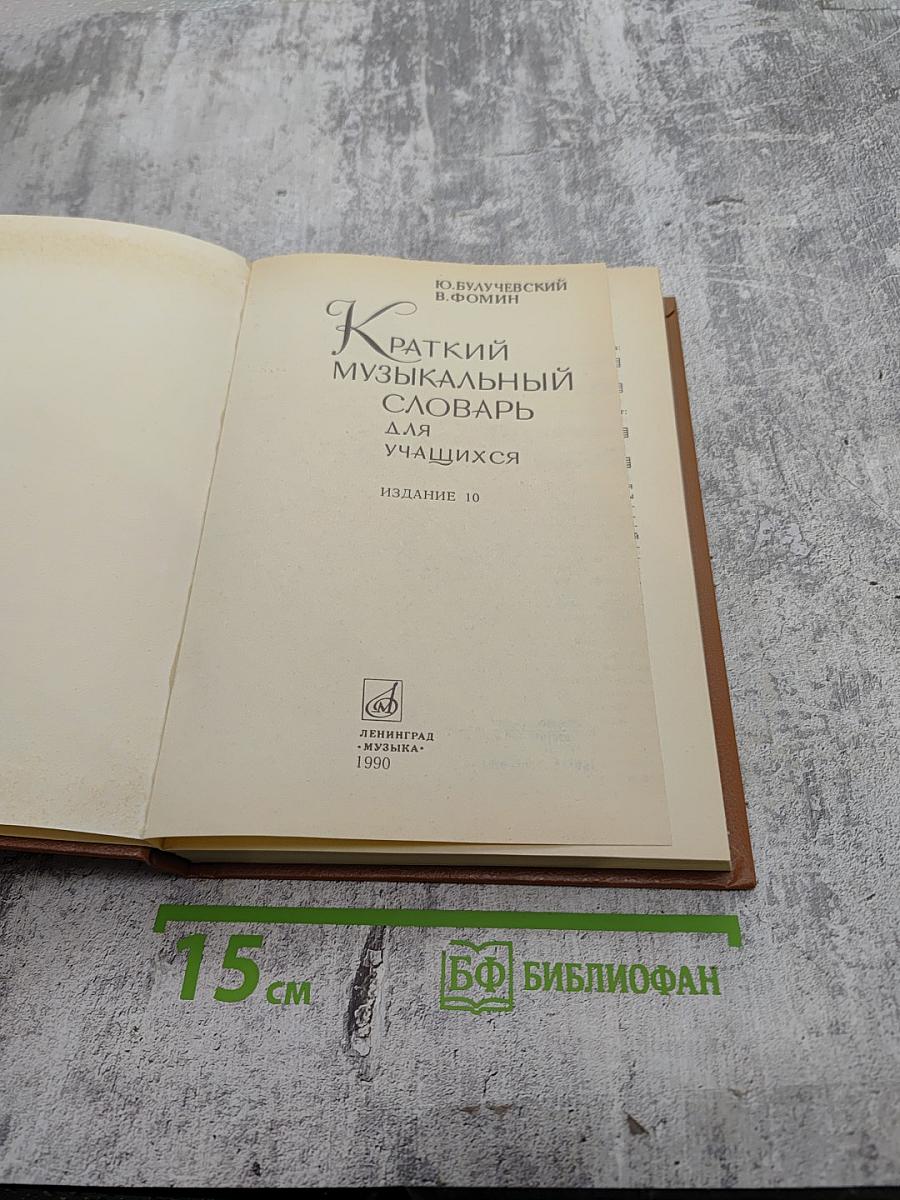 Ю.БУЛУЧЕВСКИЙ
В.ФОМИН
КРАТКИЙ
МУЗЫКАЛЬНЫЙ
СЛОВАРЬ
ДЛЯ
УЧАЩИХСЯ
ИЗДАНИЕ 10
ЛЕНИНГРАД
•МУЗЫКА•
1990
15 см
БФ БИБЛИОФАН